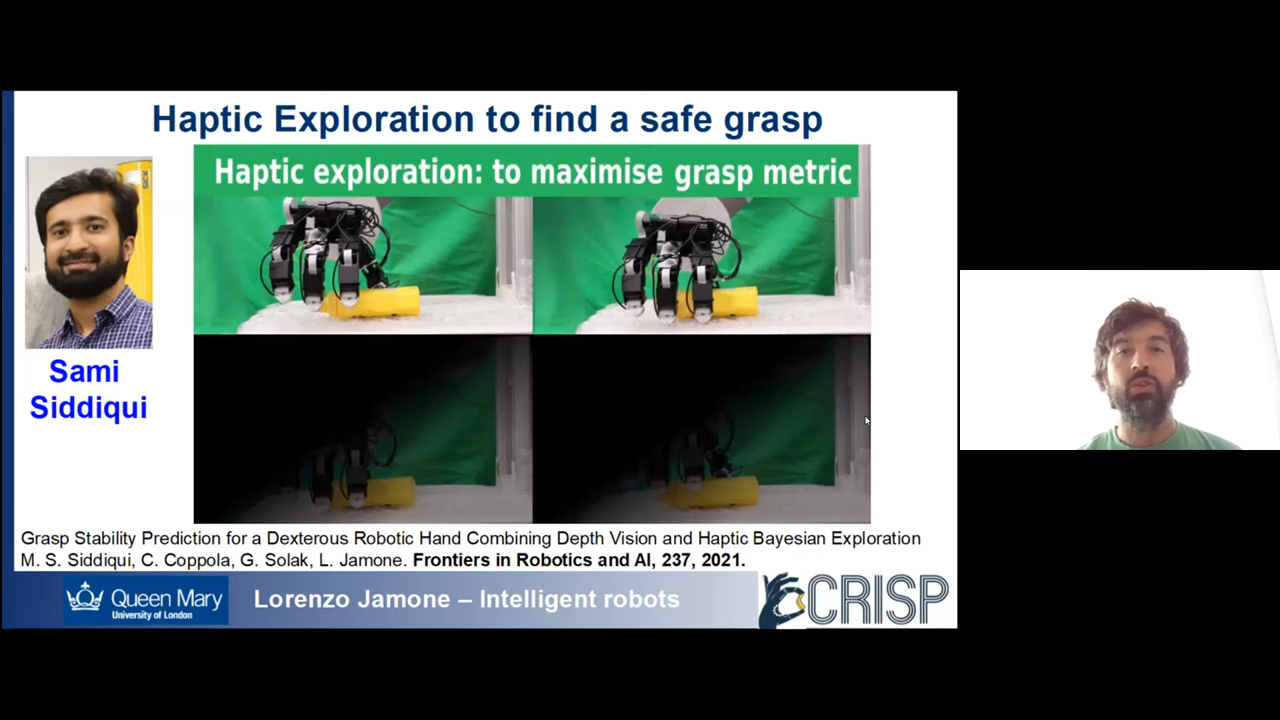 Haptic Exploration to find a safe grasp
Haptic exploration: to maximise grasp metric
SICK
Sami
Siddiqui
Grasp Stability Prediction for a Dexterous Robotic Hand Combining Depth Vision and Haptic Bayesian Exploration
M. S. Siddiqui, C. Coppola, G. Solak, L. Jamone. Frontiers in Robotics and AI, 237, 2021.
Queen Mary
University of London
Lorenzo Jamone – Intelligent robots
CRISP